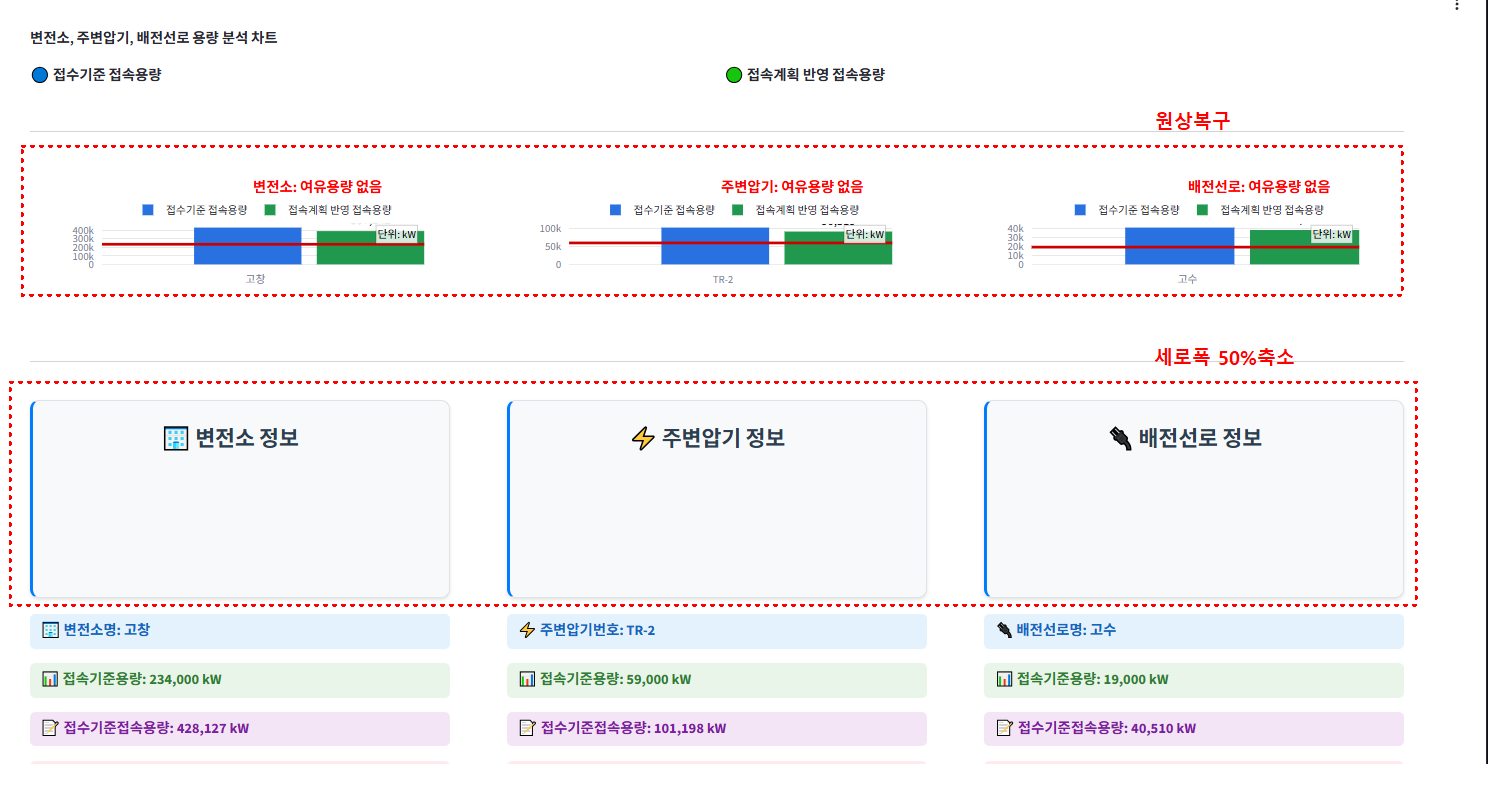 변전소, 주변압기, 배전선로 용량 분석 차트
접수기준 접속용량
접속계획 반영 접속용량
원상복구
변전소: 여유용량 없음
주변압기: 여유용량 없음
배전선로: 여유용량 없음
접수기준 접속용량 접속계획 반영 접속용량
접수기준 접속용량 접속계획 반영 접속용량
접수기준 접속용량 접속계획 반영 접속용량
400k
300k
200k
100k
0
단위: kW
고창
100k
50k
0
단위: kW
TR-2
40k
30k
20k
10k
0
단위: kW
고수
세로폭 50%축소
변전소 정보
주변압기 정보
배전선로 정보
변전소명: 고창
주변압기번호: TR-2
배전선로명: 고수
접속기준용량: 234,000 kW
접속기준용량: 59,000 kW
접속기준용량: 19,000 kW
접수기준접속용량: 428,127 kW
접수기준접속용량: 101,198 kW
접수기준접속용량: 40,510 kW